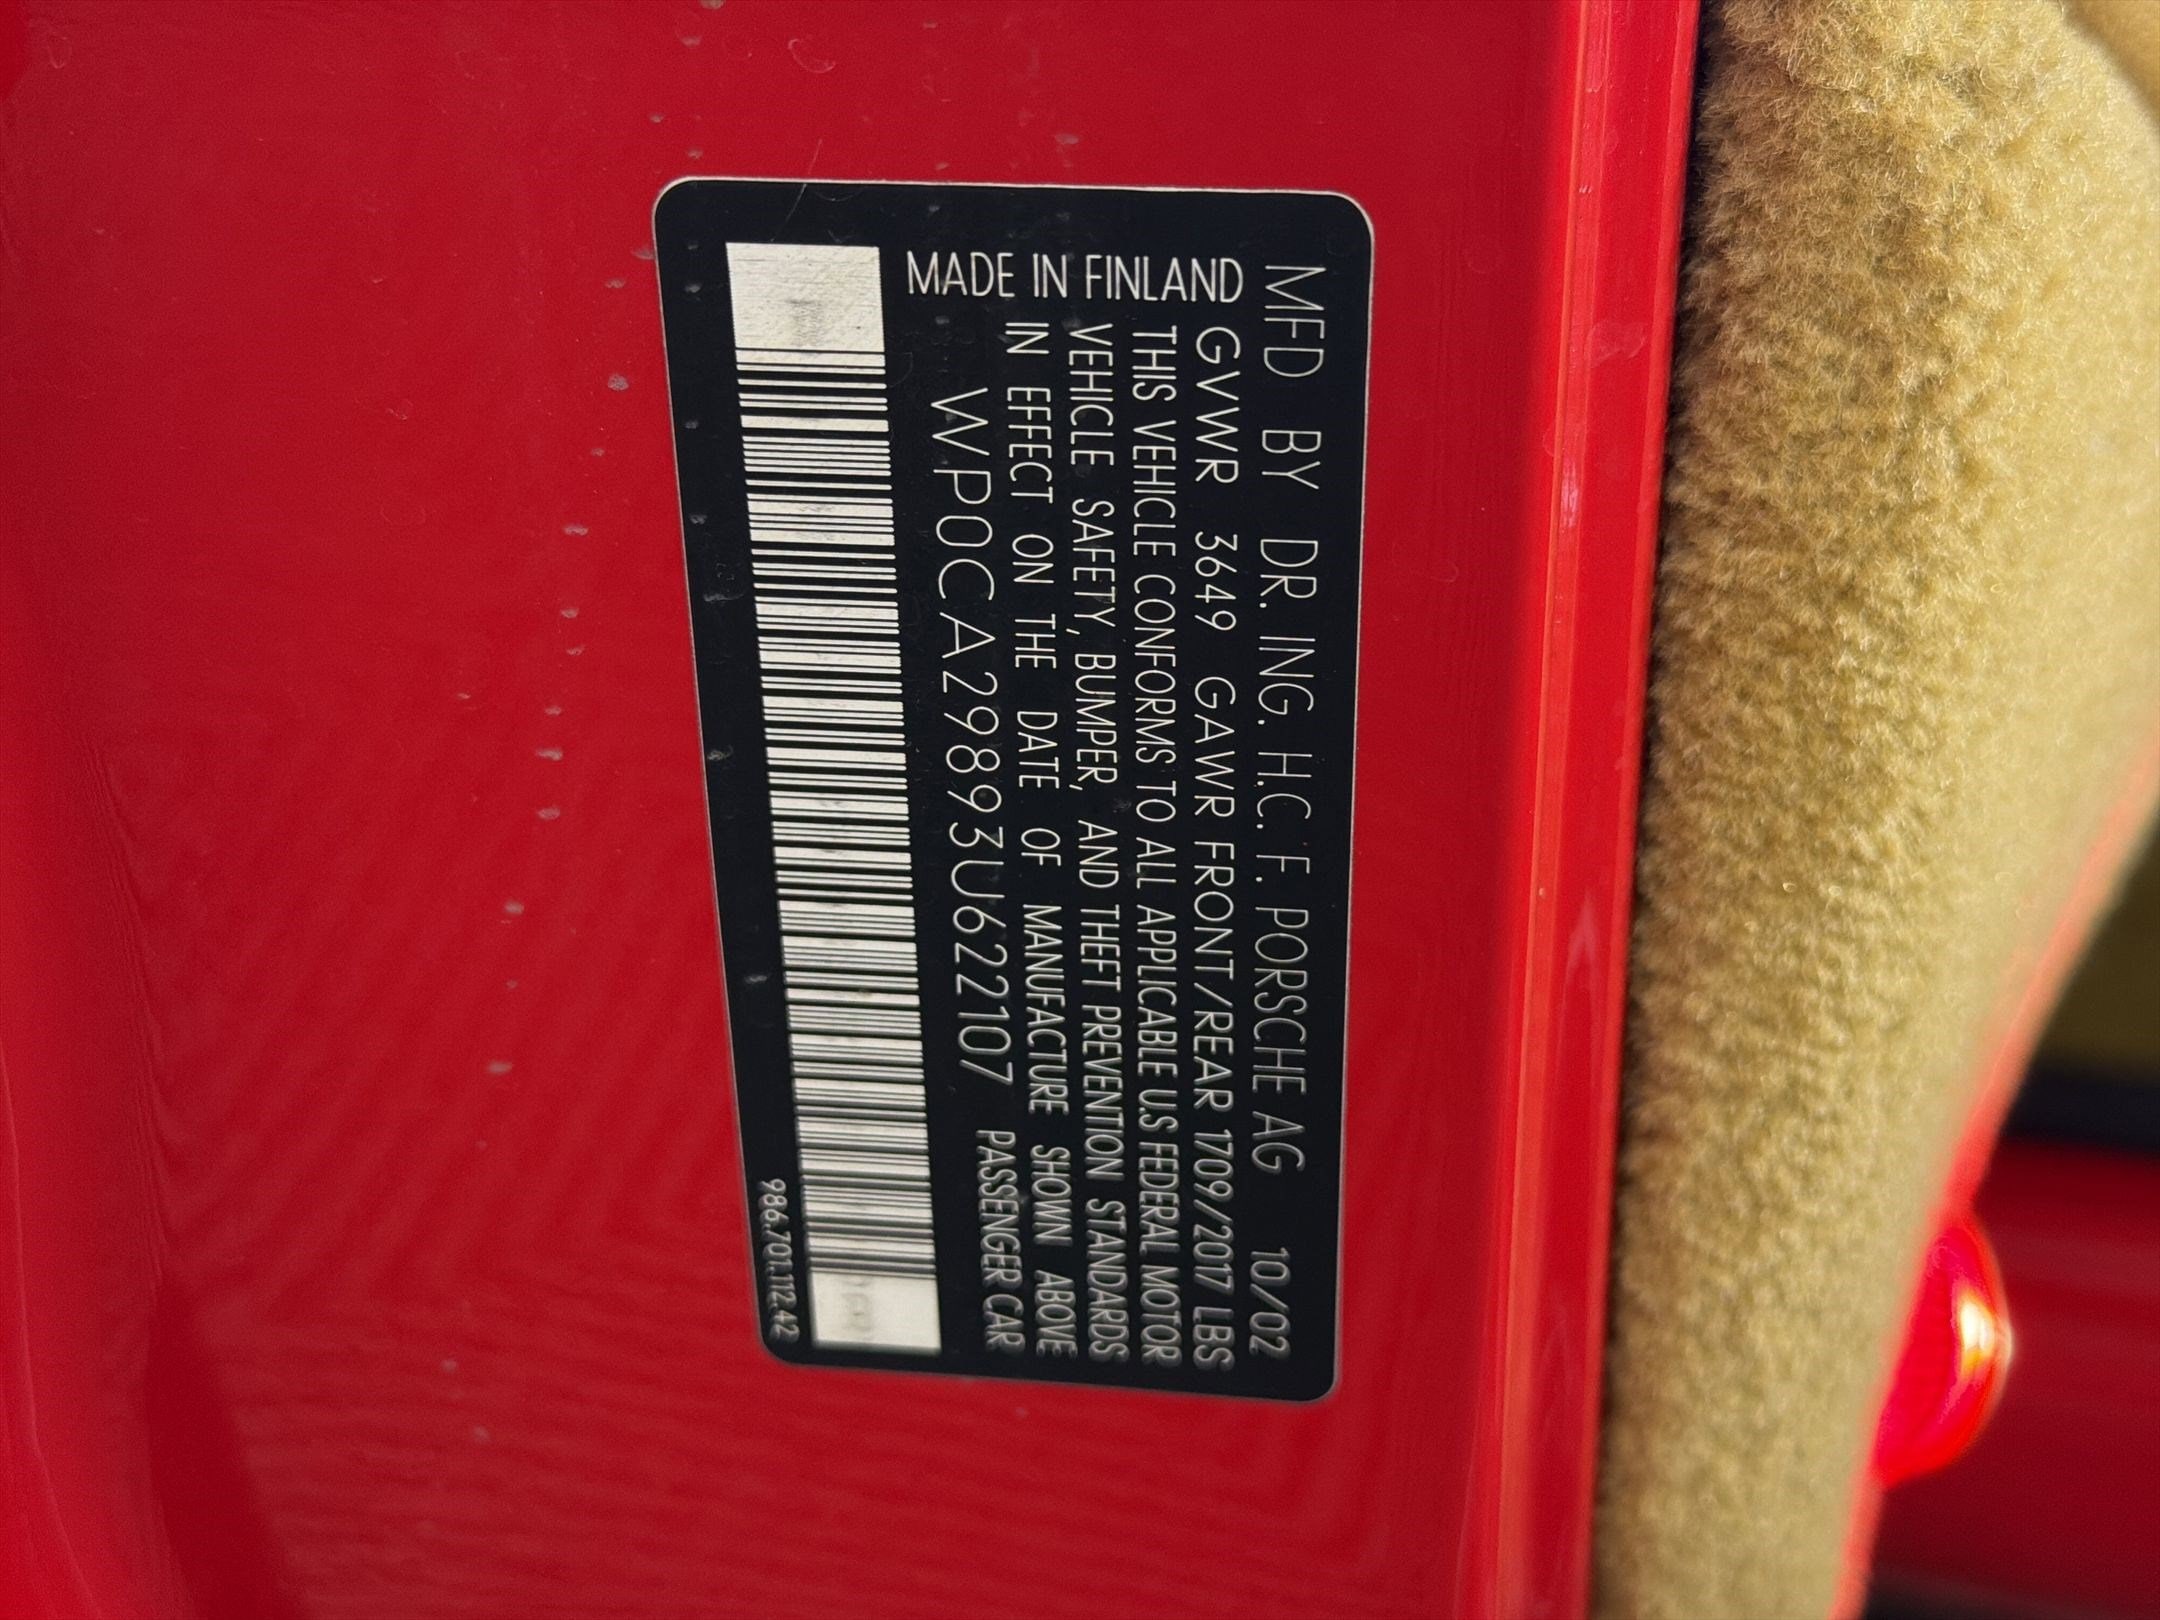 MFD BY DR. ING. H.C. F. PORSCHE AG 10/02
GVWR 3649 GAWR FRONT/REAR 1709/2017 LBS
THIS VEHICLE CONFORMS TO ALL APPLICABLE U.S FEDERAL MOTOR
VEHICLE SAFETY, BUMPER, AND THEFT PREVENTION STANDARDS
IN EFFECT ON THE DATE OF MANUFACTURE SHOWN ABOVE
WP0CA29893U622107 PASSENGER CAR
MADE IN FINLAND
986.701.112.42